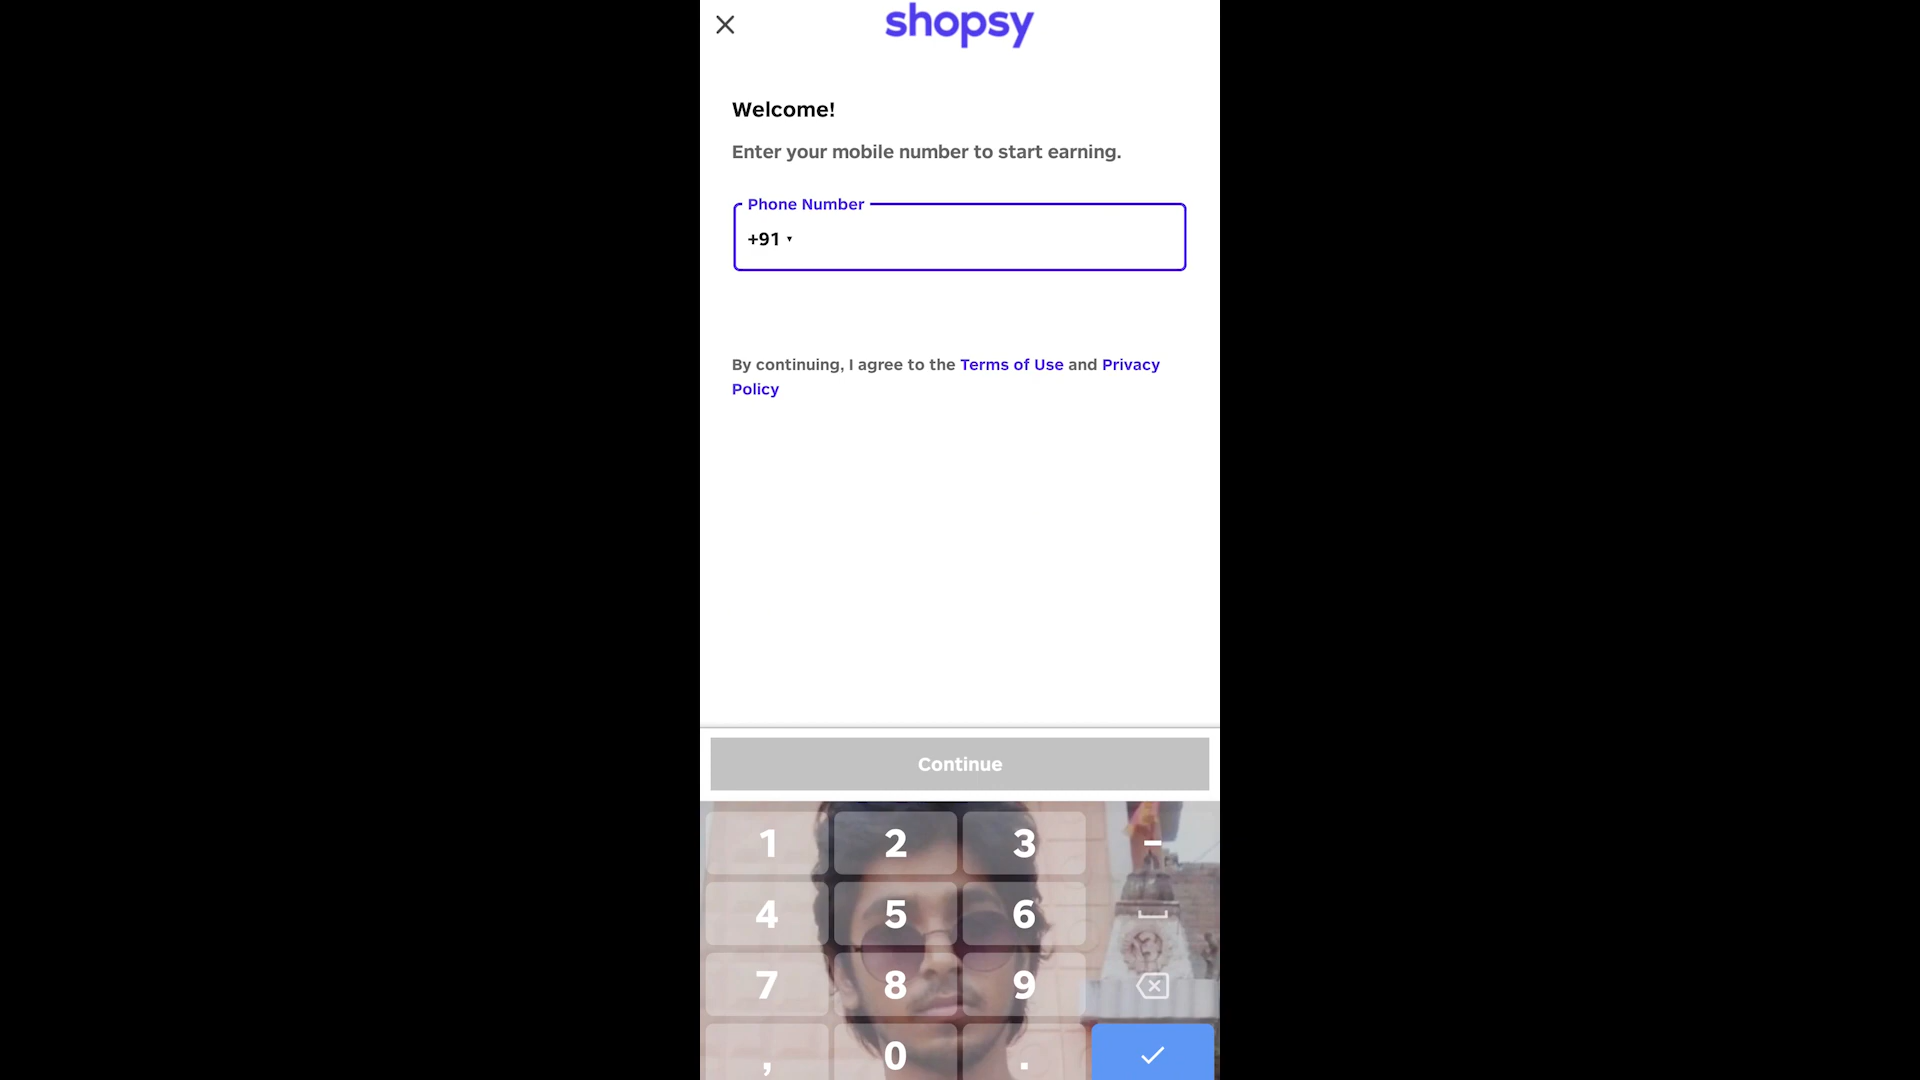 shopsy
Welcome!
Enter your mobile number to start earning.
Phone Number
+91
By continuing, I agree to the Terms of Use and Privacy
Policy
Continue
1 2 3 -
4 5 6
7 8 9
, 0 .